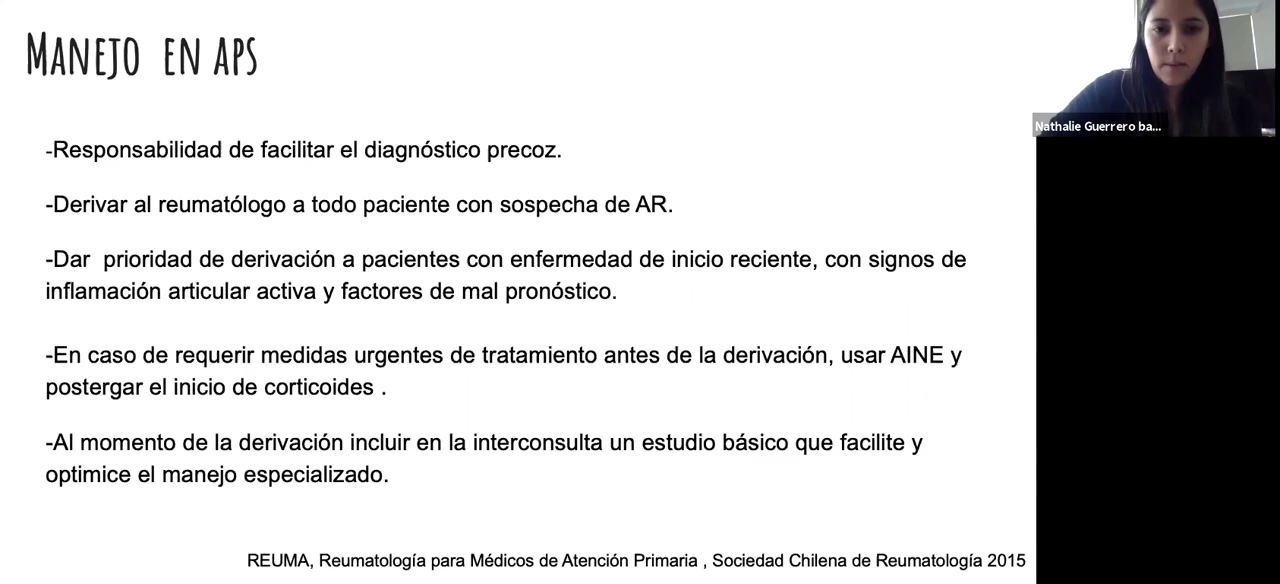 MANEJO EN APS
-Responsabilidad de facilitar el diagnóstico precoz.
-Derivar al reumatólogo a todo paciente con sospecha de AR.
-Dar prioridad de derivación a pacientes con enfermedad de inicio reciente, con signos de
inflamación articular activa y factores de mal pronóstico.
-En caso de requerir medidas urgentes de tratamiento antes de la derivación, usar AINE y
postergar el inicio de corticoides .
-Al momento de la derivación incluir en la interconsulta un estudio básico que facilite y
optimice el manejo especializado.
REUMA, Reumatología para Médicos de Atención Primaria , Sociedad Chilena de Reumatología 2015
Nathalie Guerrero ba...